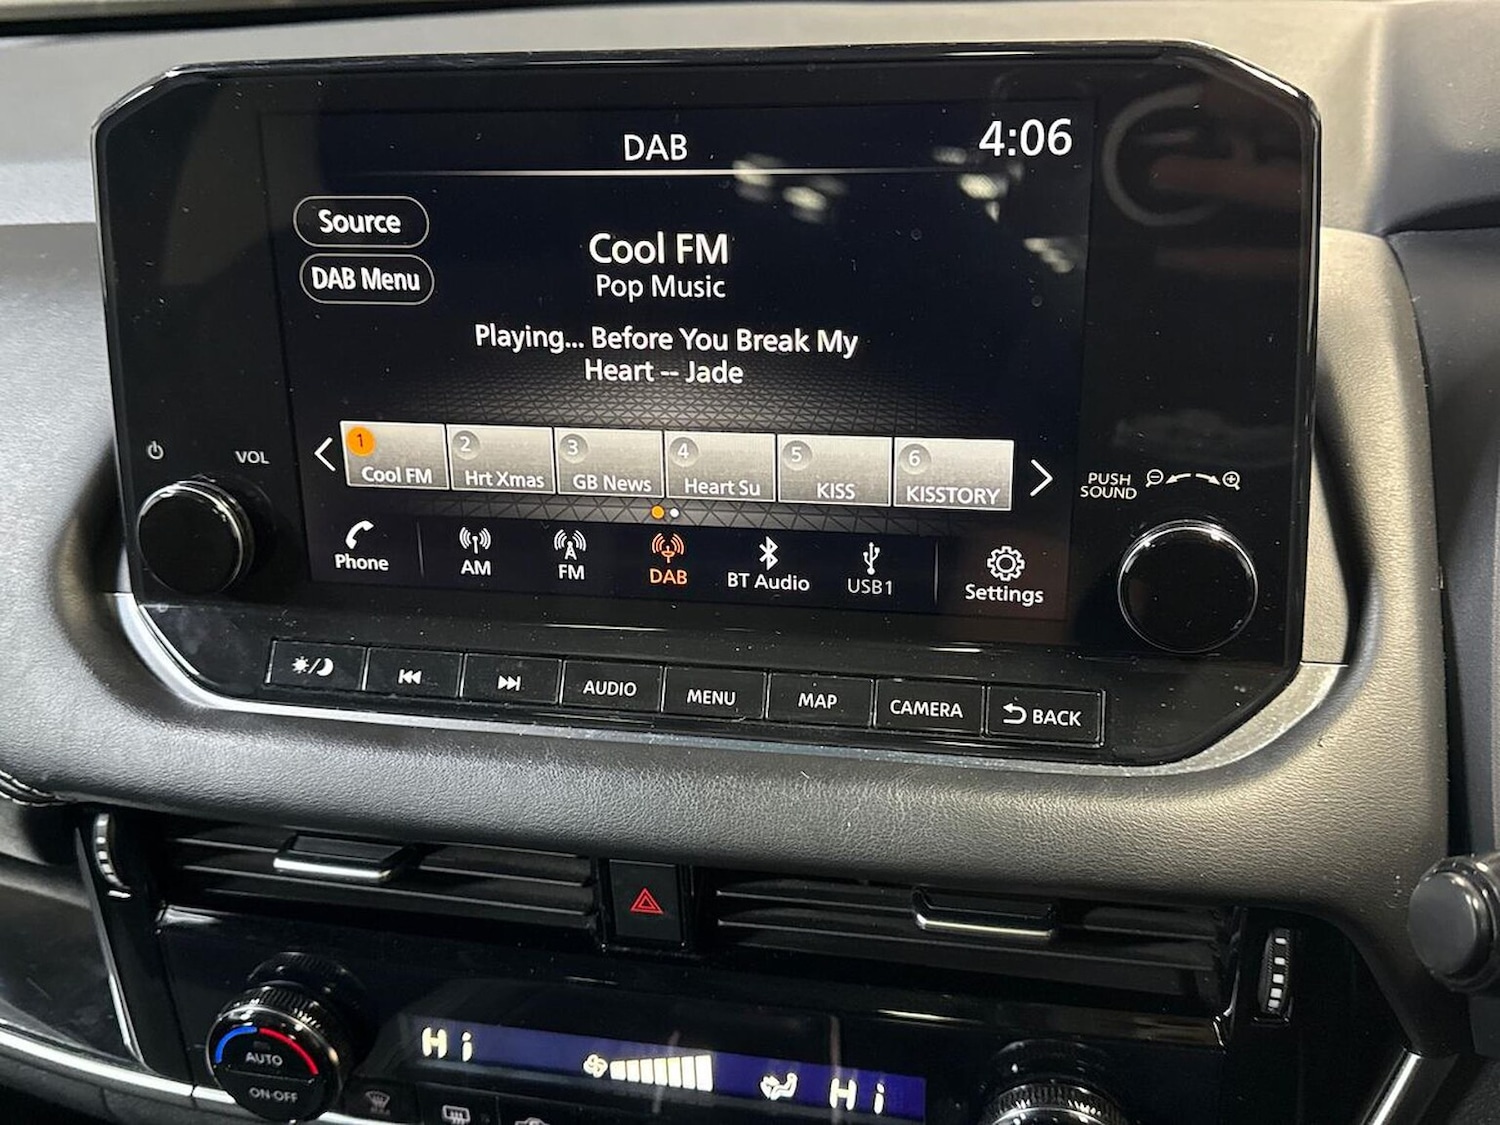 DAB
4:06
Source
DAB Menu
Cool FM
Pop Music
Playing... Before You Break My
Heart -- Jade
1 Cool FM
2 Hrt Xmas
3 GB News
4 Heart Su
5 KISS
6 KISSTORY
VOL
PUSH
SOUND
Phone
AM
FM
DAB
BT Audio
USB1
Settings
AUDIO
MENU
MAP
CAMERA
BACK
Hi
Hi
AUTO
ON·OFF